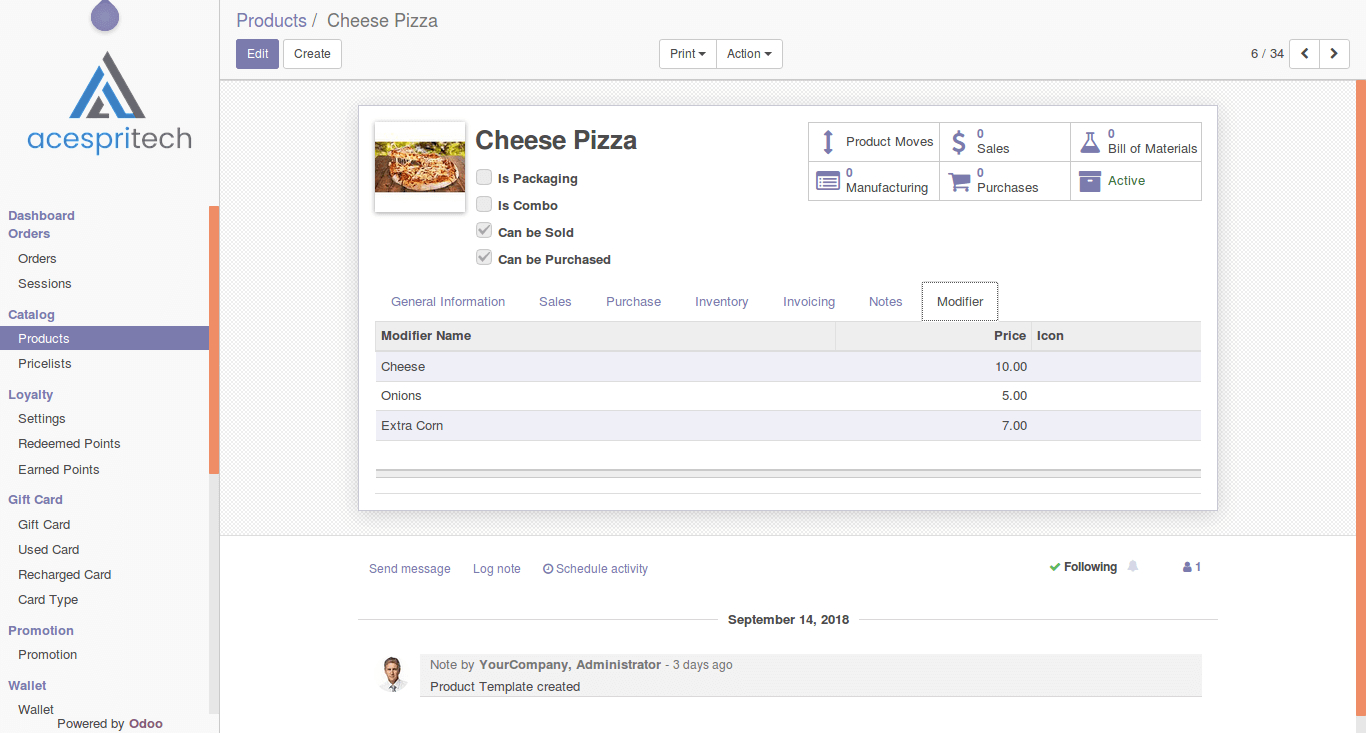 acespritech
Dashboard
Orders
Orders
Sessions
Catalog
Products
Pricelists
Loyalty
Settings
Redeemed Points
Earned Points
Gift Card
Gift Card
Used Card
Recharged Card
Card Type
Promotion
Promotion
Wallet
Wallet
Powered by Odoo
Products / Cheese Pizza
Edit Create Print Action 6 / 34
Cheese Pizza
Is Packaging
Is Combo
Can be Sold
Can be Purchased
Product Moves
0
Sales
0
Bill of Materials
0
Manufacturing
0
Purchases
Active
General Information Sales Purchase Inventory Invoicing Notes Modifier
Modifier Name Price Icon
Cheese 10.00
Onions 5.00
Extra Corn 7.00
Send message Log note Schedule activity Following 1
September 14, 2018
Note by YourCompany, Administrator - 3 days ago
Product Template created